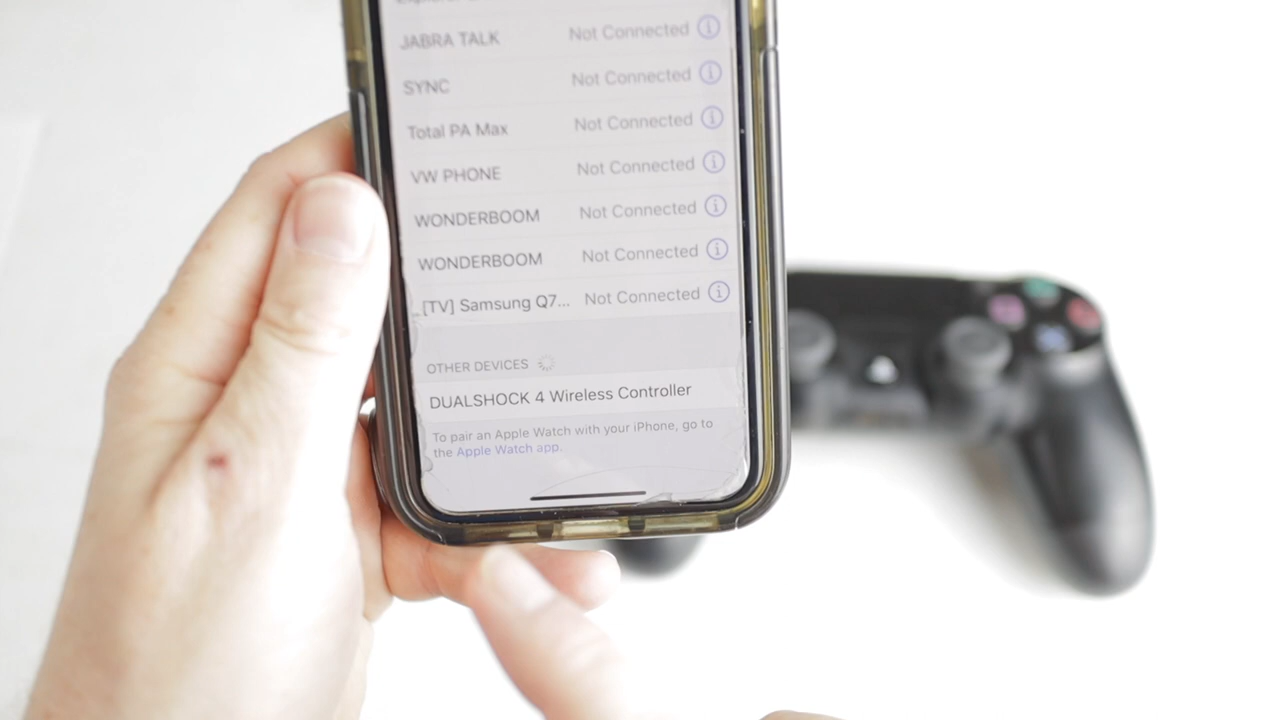 JABRA TALK Not Connected
SYNC Not Connected
Total PA Max Not Connected
VW PHONE Not Connected
WONDERBOOM Not Connected
WONDERBOOM Not Connected
_[TV] Samsung Q7... Not Connected
OTHER DEVICES
DUALSHOCK 4 Wireless Controller
To pair an Apple Watch with your iPhone, go to
the Apple Watch app.